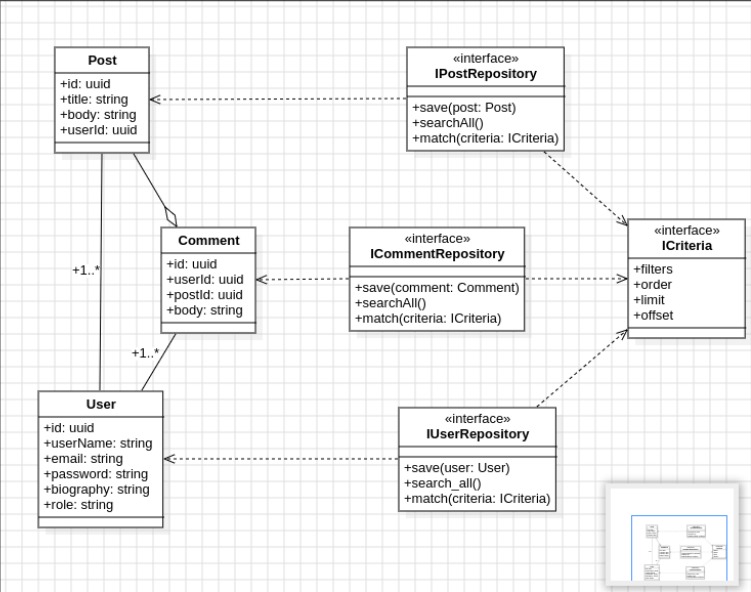 Post
+id: uuid
+title: string
+body: string
+userId: uuid
«interface»
IPostRepository
+save(post: Post)
+searchAll()
+match(criteria: ICriteria)
Comment
+id: uuid
+userId: uuid
+postId: uuid
+body: string
«interface»
ICommentRepository
+save(comment: Comment)
+searchAll()
+match(criteria: ICriteria)
«interface»
ICriteria
+filters
+order
+limit
+offset
+1..*
+1..*
User
+id: uuid
+userName: string
+email: string
+password: string
+biography: string
+role: string
«interface»
IUserRepository
+save(user: User)
+search_all()
+match(criteria: ICriteria)